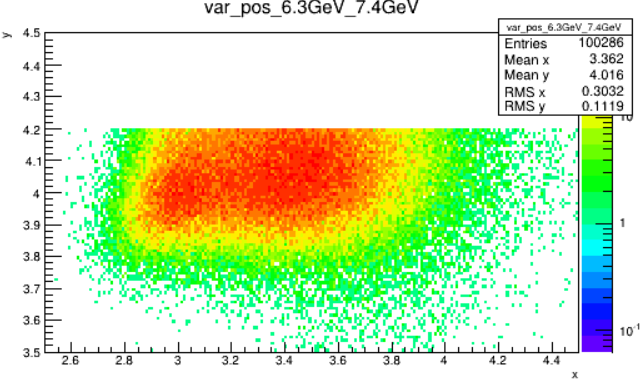 var_pos_6.3GeV_7.4GeV
var_pos_6.3GeV_7.4GeV
Entries 100286
Mean x 3.362
Mean y 4.016
RMS x 0.3032
RMS y 0.1119
y
4.5
4.4
4.3
4.2
4.1
4
3.9
3.8
3.7
3.6
3.5
2.6 2.8 3 3.2 3.4 3.6 3.8 4 4.2 4.4
x
10
1
10⁻¹